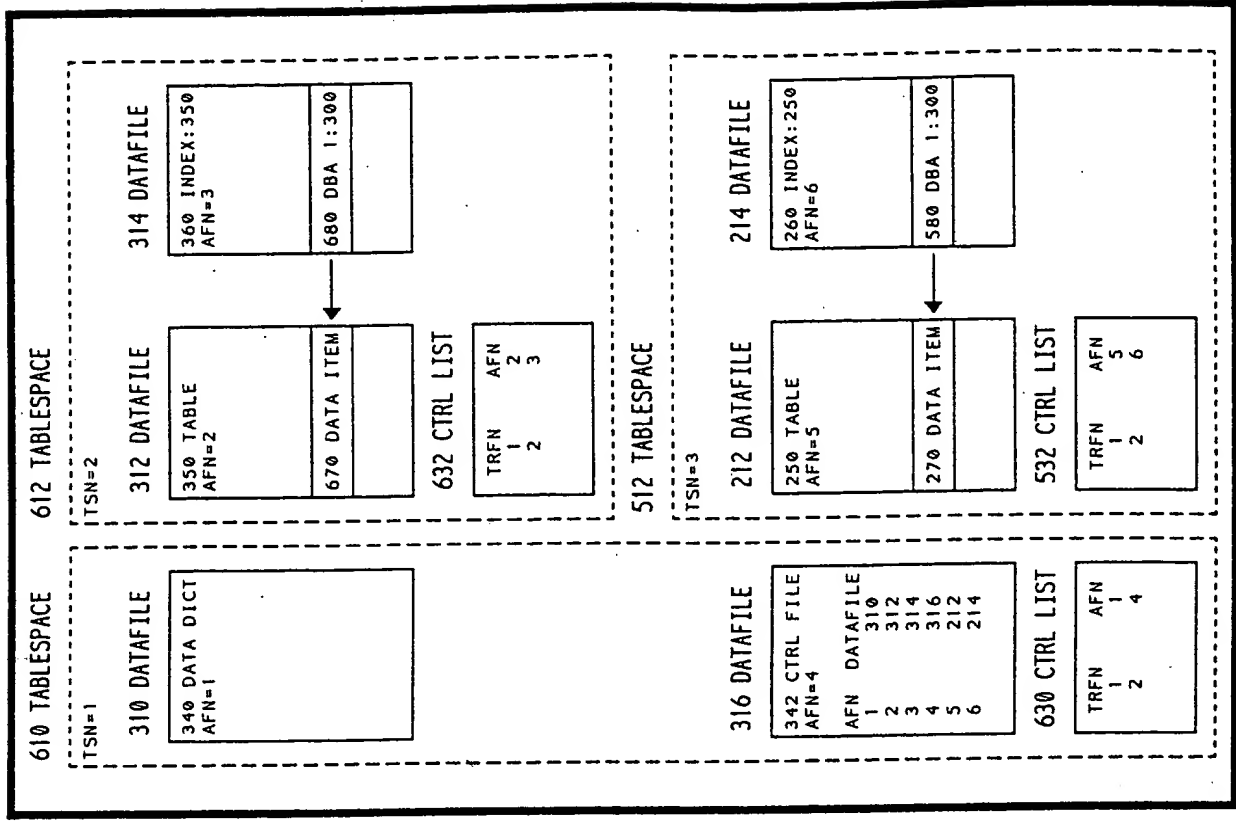 610 TABLESPACE
TSN=1
310 DATAFILE
340 DATA DICT
AFN=1
316 DATAFILE
342 CTRL FILE
AFN=4
AFN DATAFILE
1 310
2 312
3 314
4 316
5 212
6 214
630 CTRL LIST
TRFN AFN
1 1
2 4
612 TABLESPACE
TSN=2
312 DATAFILE
350 TABLE
AFN=2
670 DATA ITEM
314 DATAFILE
360 INDEX:350
AFN=3
680 DBA 1:300
632 CTRL LIST
TRFN AFN
1 2
2 3
512 TABLESPACE
TSN=3
212 DATAFILE
250 TABLE
AFN=5
270 DATA ITEM
214 DATAFILE
260 INDEX:250
AFN=6
580 DBA 1:300
532 CTRL LIST
TRFN AFN
1 5
2 6